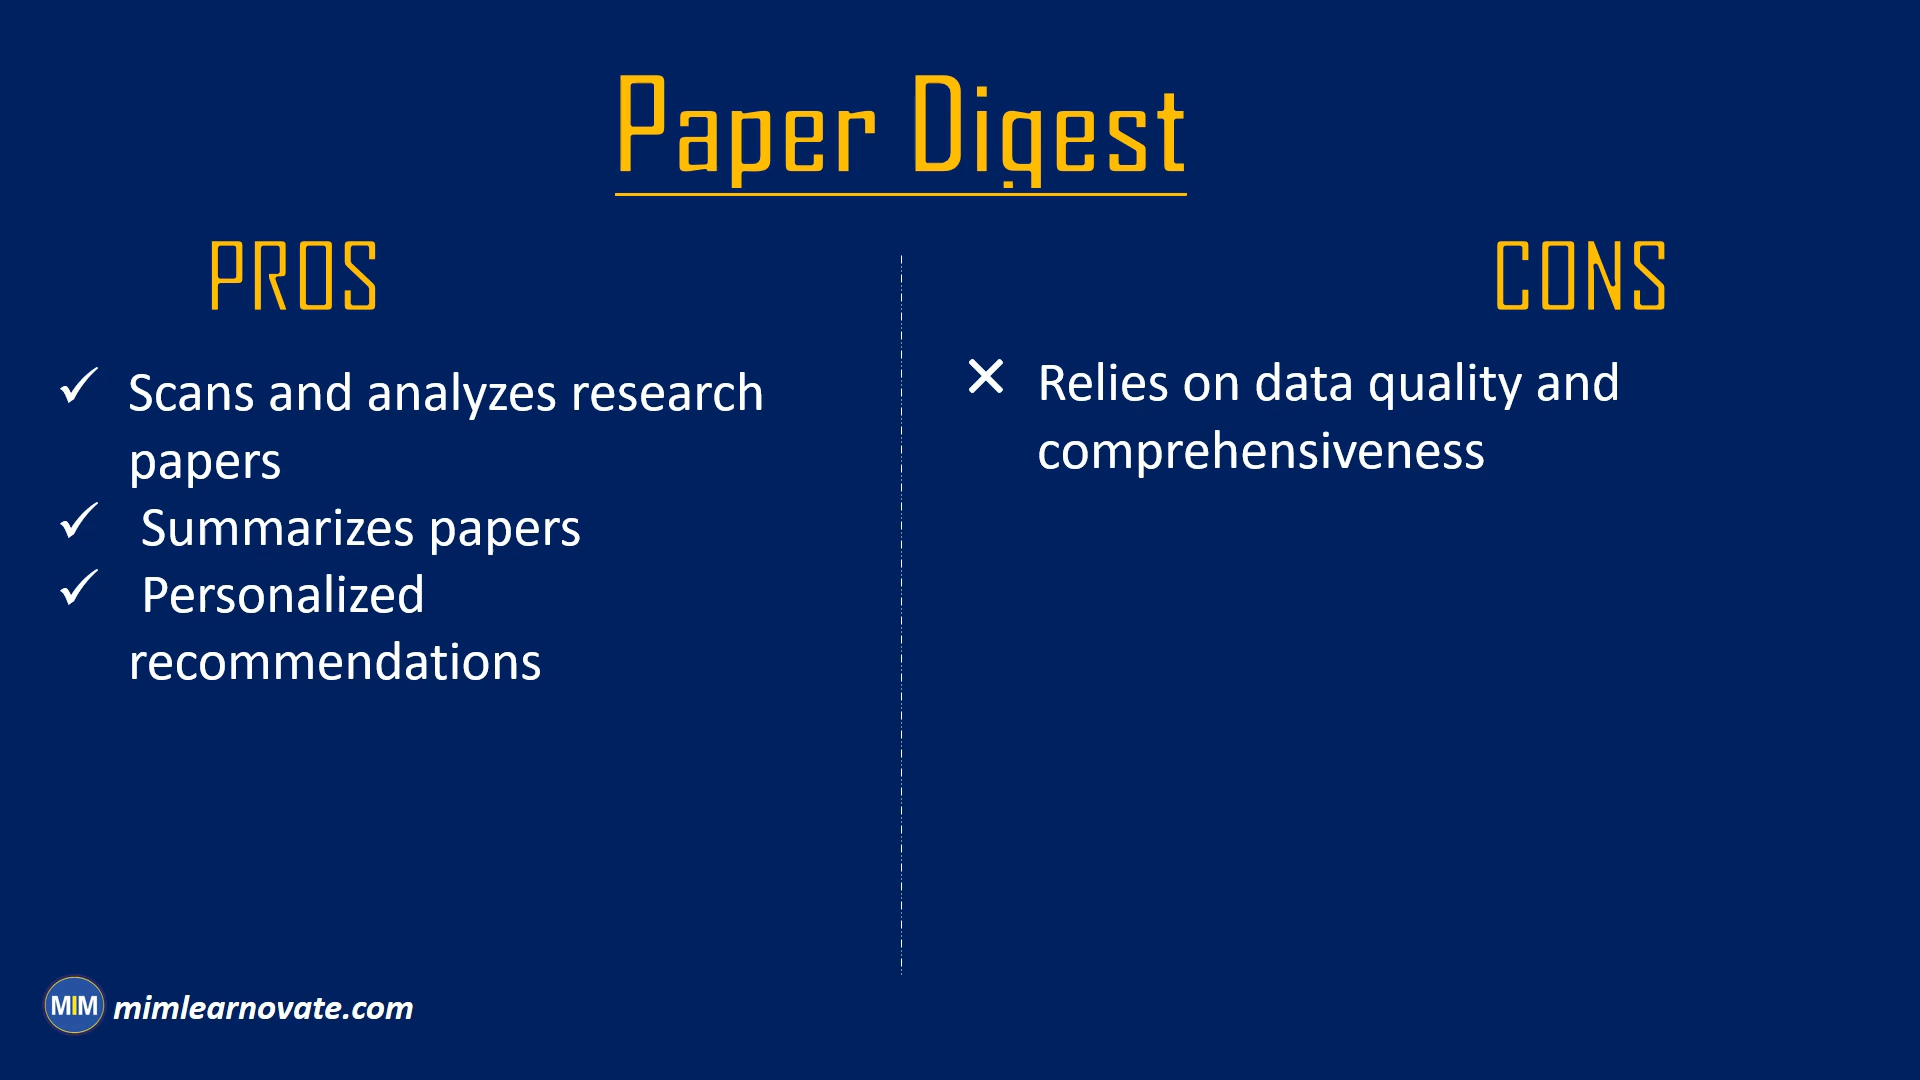 Paper Digest
PROS
Scans and analyzes research
papers
Summarizes papers
Personalized
recommendations
CONS
Relies on data quality and
comprehensiveness
MIM mimlearnovate.com